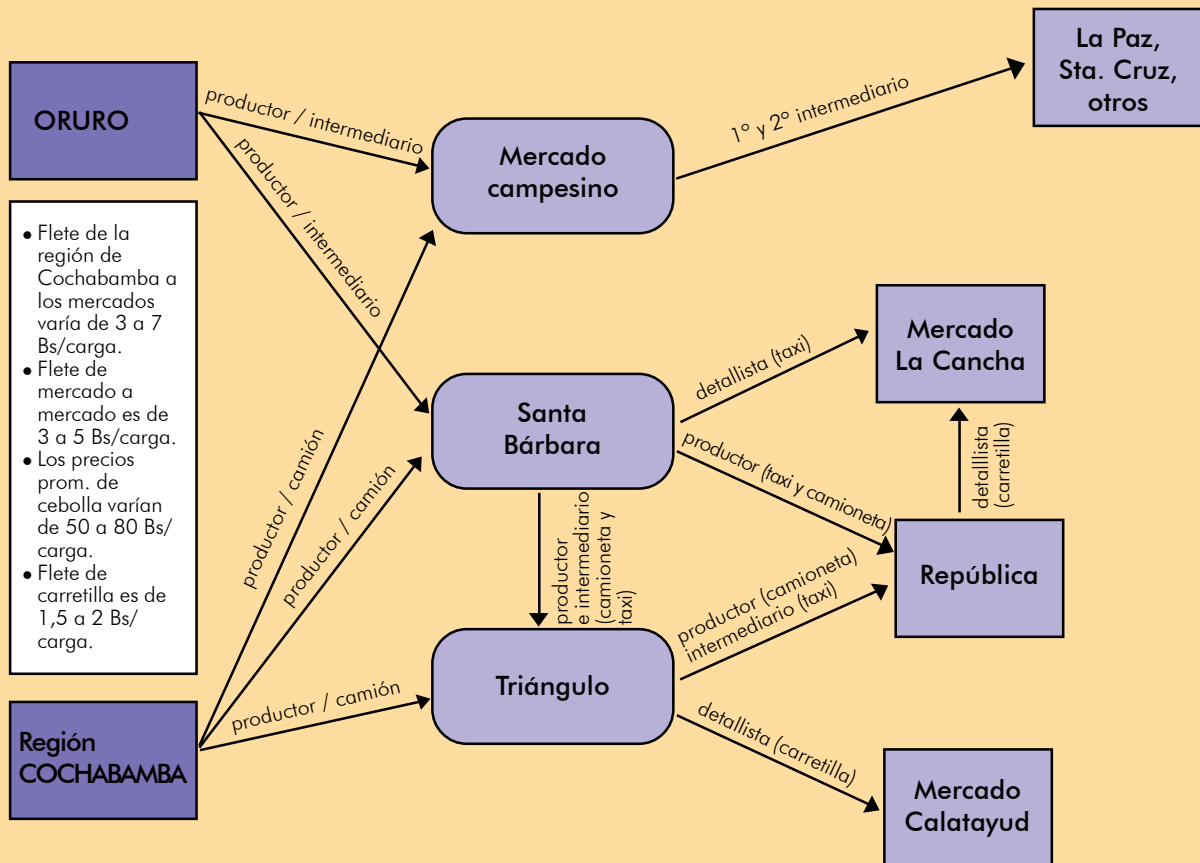 La Paz,
Sta. Cruz,
otros
ORURO
productor / intermediario
1° y 2° intermediario
Mercado
campesino
productor / intermediario
• Flete de la
región de
Cochabamba a
los mercados
varía de 3 a 7
Bs/carga.
• Flete de
mercado a
mercado es de
3 a 5 Bs/carga.
• Los precios
prom. de
cebolla varían
de 50 a 80 Bs/
carga.
• Flete de
carretilla es de
1,5 a 2 Bs/
carga.
productor / camión
productor / camión
Santa
Bárbara
detallista (taxi)
Mercado
La Cancha
productor (taxi y camioneta)
detalllista
(carretilla)
productor
e intermediario
(camioneta y
taxi)
República
productor (camioneta)
intermediario (taxi)
Triángulo
productor / camión
detallista (carretilla)
Región
COCHABAMBA
Mercado
Calatayud